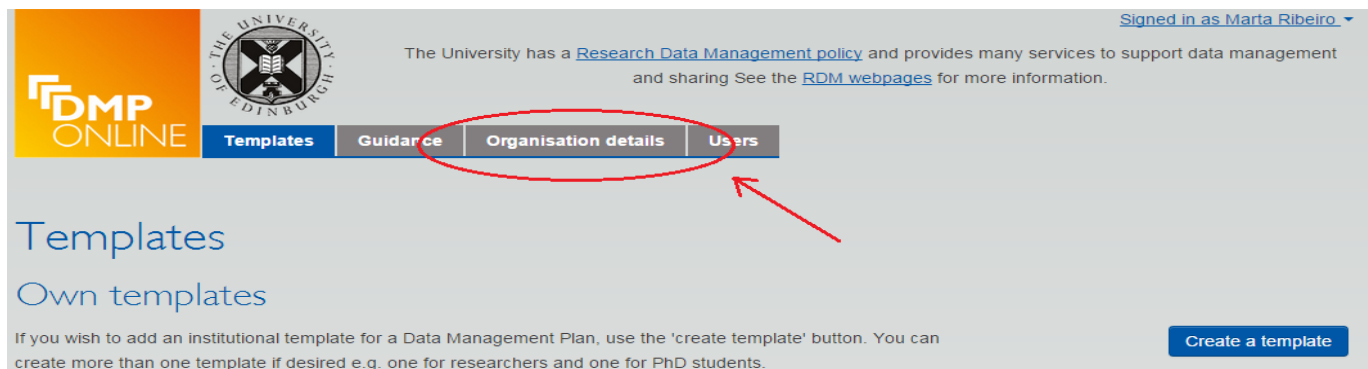 THE UNIVERSITY OF EDINBURGH
DMP
ONLINE
Signed in as Marta Ribeiro
The University has a Research Data Management policy and provides many services to support data management
and sharing See the RDM webpages for more information.
Templates Guidance Organisation details Users
Templates
Own templates
If you wish to add an institutional template for a Data Management Plan, use the 'create template' button. You can
create more than one template if desired e.g. one for researchers and one for PhD students.
Create a template